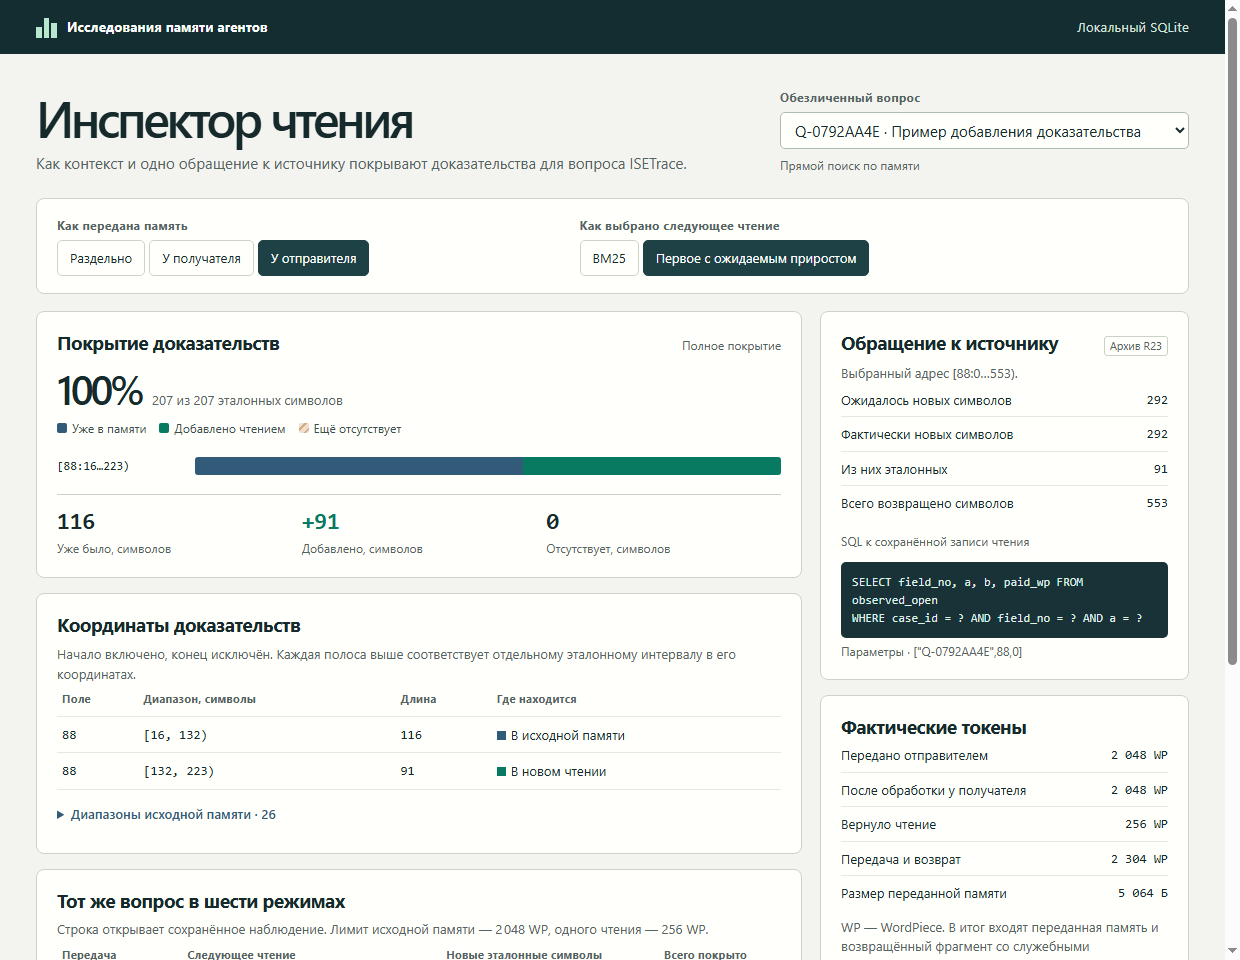 Исследования памяти агентов
Локальный SQLite
Инспектор чтения
Как контекст и одно обращение к источнику покрывают доказательства для вопроса ISETrace.
Обезличенный вопрос
Q-0792AA4E · Пример добавления доказательства
Прямой поиск по памяти
Как передана память
Раздельно
У получателя
У отправителя
Как выбрано следующее чтение
BM25
Первое с ожидаемым приростом
Покрытие доказательств
Полное покрытие
100% 207 из 207 эталонных символов
Уже в памяти
Добавлено чтением
Ещё отсутствует
[88:16…223)
116
Уже было, символов
+91
Добавлено, символов
0
Отсутствует, символов
Координаты доказательств
Начало включено, конец исключён. Каждая полоса выше соответствует отдельному эталонному интервалу в его
координатах.
Поле Диапазон, символы Длина Где находится
88 [16, 132) 116 В исходной памяти
88 [132, 223) 91 В новом чтении
Диапазоны исходной памяти · 26
Тот же вопрос в шести режимах
Строка открывает сохранённое наблюдение. Лимит исходной памяти — 2 048 WP, одного чтения — 256 WP.
Передача Следующее чтение Новые эталонные символы Всего покрыто
Обращение к источнику
Архив R23
Выбранный адрес [88:0…553).
Ожидалось новых символов 292
Фактически новых символов 292
Из них эталонных 91
Всего возвращено символов 553
SQL к сохранённой записи чтения
SELECT field_no, a, b, paid_wp FROM
observed_open
WHERE case_id = ? AND field_no = ? AND a = ?
Параметры · ["Q-0792AA4E",88,0]
Фактические токены
Передано отправителем 2 048 WP
После обработки у получателя 2 048 WP
Вернуло чтение 256 WP
Передача и возврат 2 304 WP
Размер переданной памяти 5 064 Б
WP — WordPiece. В итог входят переданная память и
возвращённый фрагмент со служебными